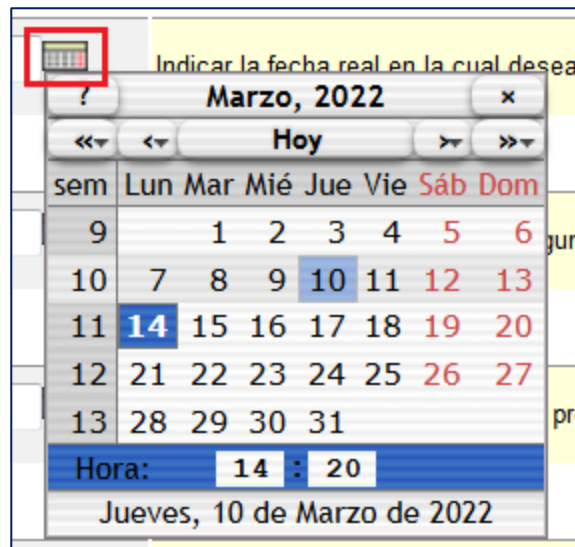 Indicar la fecha real en la cual desea
? Marzo, 2022 ×
« ‹ Hoy › »
sem Lun Mar Mié Jue Vie Sáb Dom
9 1 2 3 4 5 6
10 7 8 9 10 11 12 13
11 14 15 16 17 18 19 20
12 21 22 23 24 25 26 27
13 28 29 30 31
Hora: 14 : 20
Jueves, 10 de Marzo de 2022